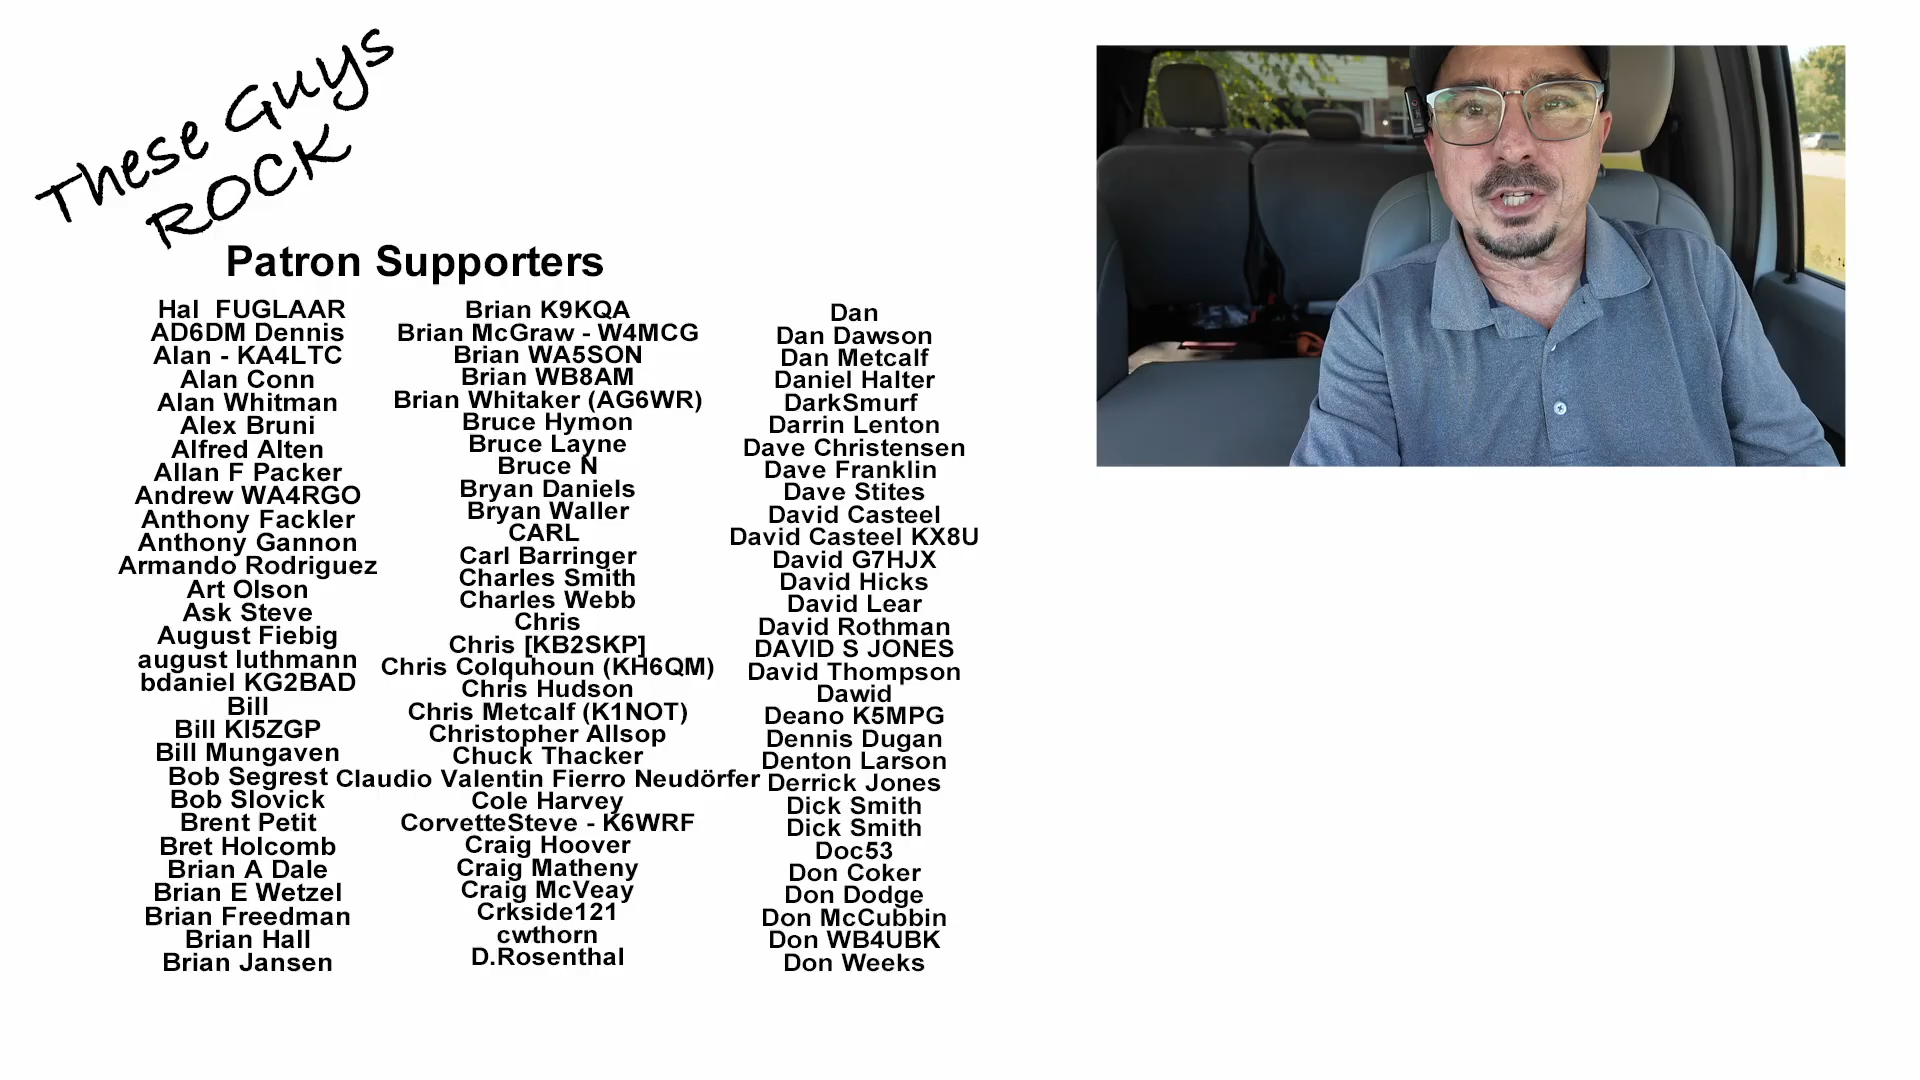 These Guys
ROCK
Patron Supporters
Hal  FUGLAAR
AD6DM Dennis
Alan - KA4LTC
Alan Conn
Alan Whitman
Alex Bruni
Alfred Alten
Allan F Packer
Andrew WA4RGO
Anthony Fackler
Anthony Gannon
Armando Rodriguez
Art Olson
Ask Steve
August Fiebig
august luthmann
bdaniel KG2BAD
Bill
Bill KI5ZGP
Bill Mungaven
Bob Segrest
Bob Slovick
Brent Petit
Bret Holcomb
Brian A Dale
Brian E Wetzel
Brian Freedman
Brian Hall
Brian Jansen
Brian K9KQA
Brian McGraw - W4MCG
Brian WA5SON
Brian WB8AM
Brian Whitaker (AG6WR)
Bruce Hymon
Bruce Layne
Bruce N
Bryan Daniels
Bryan Waller
CARL
Carl Barringer
Charles Smith
Charles Webb
Chris
Chris [KB2SKP]
Chris Colquhoun (KH6QM)
Chris Hudson
Chris Metcalf (K1NOT)
Christopher Allsop
Chuck Thacker
Claudio Valentin Fierro Neudörfer
Cole Harvey
CorvetteSteve - K6WRF
Craig Hoover
Craig Matheny
Craig McVeay
Crkside121
cwthorn
D.Rosenthal
Dan
Dan Dawson
Dan Metcalf
Daniel Halter
DarkSmurf
Darrin Lenton
Dave Christensen
Dave Franklin
Dave Stites
David Casteel
David Casteel KX8U
David G7HJX
David Hicks
David Lear
David Rothman
DAVID S JONES
David Thompson
Dawid
Deano K5MPG
Dennis Dugan
Denton Larson
Derrick Jones
Dick Smith
Dick Smith
Doc53
Don Coker
Don Dodge
Don McCubbin
Don WB4UBK
Don Weeks